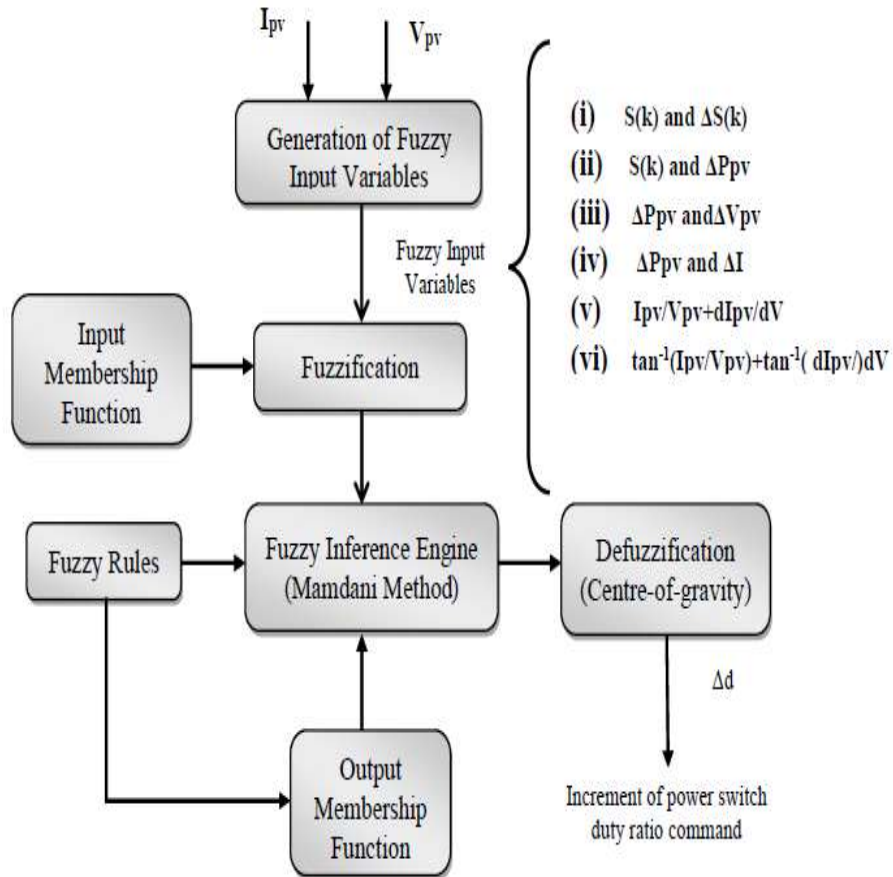 Ipv
Vpv
Generation of Fuzzy
Input Variables
(i) S(k) and ΔS(k)
(ii) S(k) and ΔPpv
(iii) ΔPpv andΔVpv
(iv) ΔPpv and ΔI
(v) Ipv/Vpv+dIpv/dV
(vi) tan⁻¹(Ipv/Vpv)+tan⁻¹( dIpv/)dV
Fuzzy Input
Variables
Input
Membership
Function
Fuzzification
Fuzzy Rules
Fuzzy Inference Engine
(Mamdani Method)
Defuzzification
(Centre-of-gravity)
Δd
Output
Membership
Function
Increment of power switch
duty ratio command